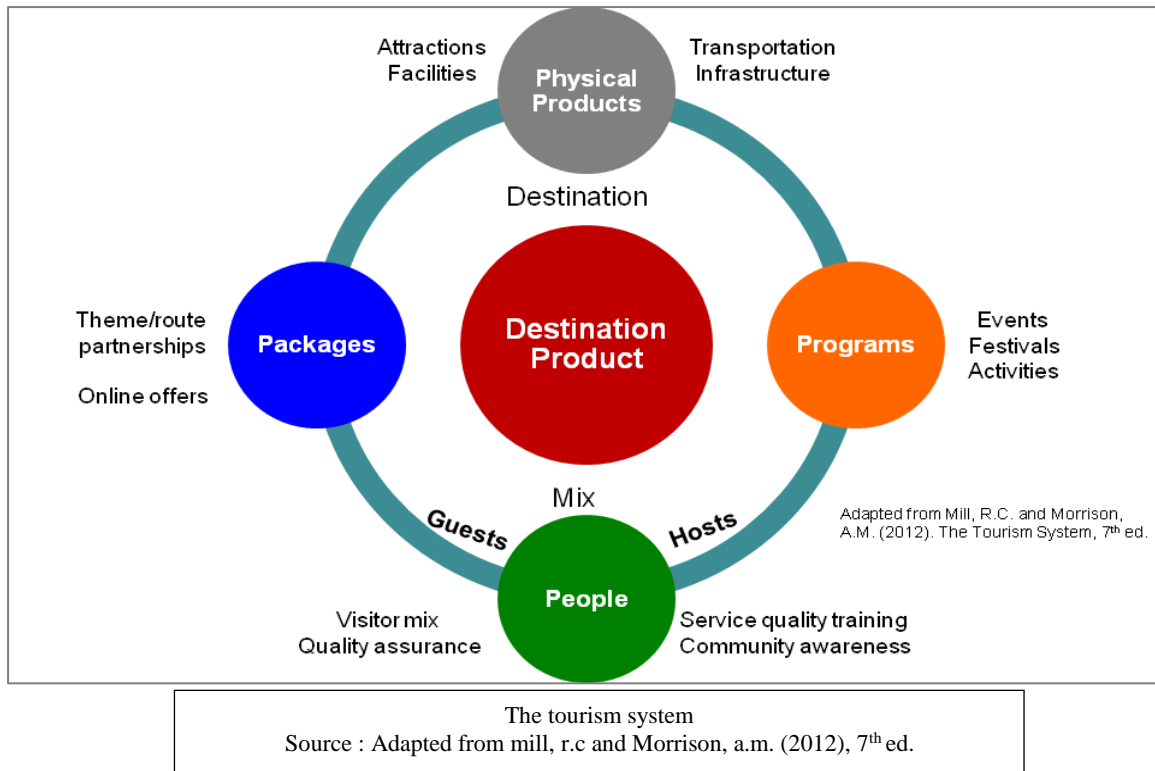 Attractions
Facilities
Physical
Products
Transportation
Infrastructure
Destination
Theme/route
partnerships
Online offers
Packages
Destination
Product
Programs
Events
Festivals
Activities
Mix
Guests
Hosts
Adapted from Mill, R.C. and Morrison,
A.M. (2012). The Tourism System, 7th ed.
People
Visitor mix
Quality assurance
Service quality training
Community awareness
The tourism system
Source : Adapted from mill, r.c and Morrison, a.m. (2012), 7th ed.